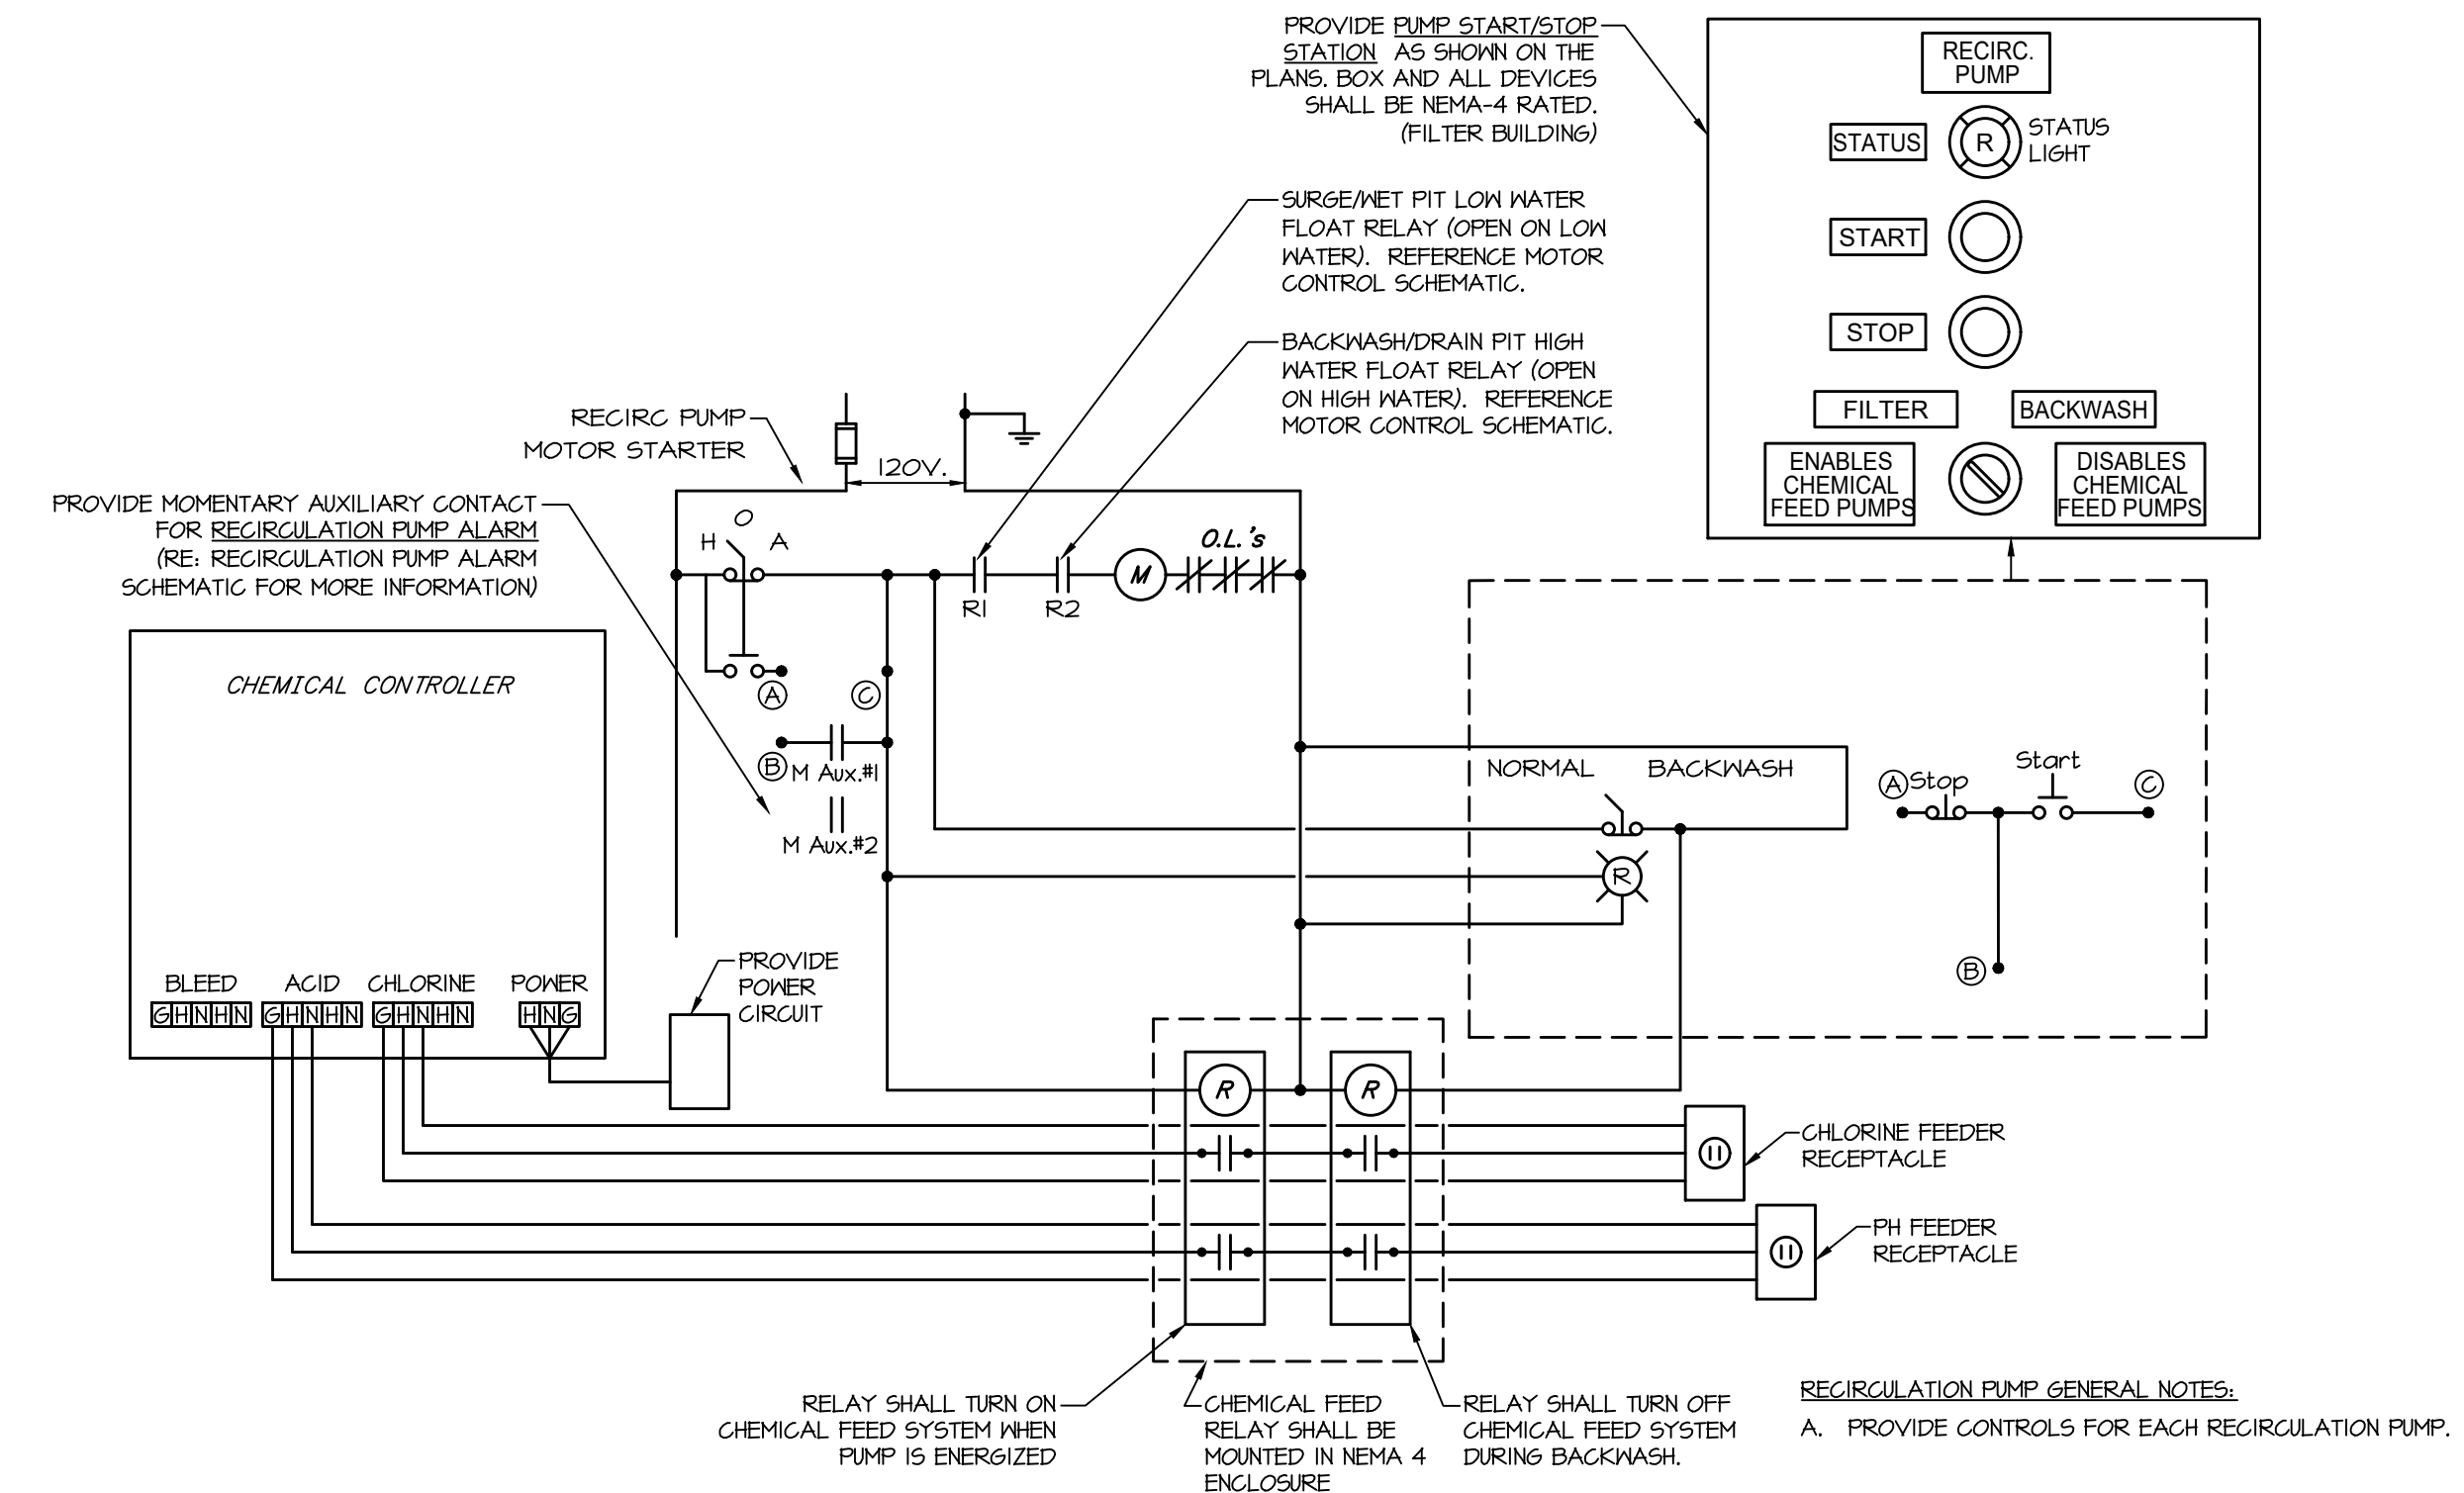 PROVIDE PUMP START/STOP
STATION AS SHOWN ON THE
PLANS. BOX AND ALL DEVICES
SHALL BE NEMA-4 RATED.
(FILTER BUILDING)
RECIRC.
PUMP
STATUS
R
STATUS
LIGHT
START
STOP
FILTER
BACKWASH
ENABLES
CHEMICAL
FEED PUMPS
DISABLES
CHEMICAL
FEED PUMPS
SURGE/WET PIT LOW WATER
FLOAT RELAY (OPEN ON LOW
WATER). REFERENCE MOTOR
CONTROL SCHEMATIC.
BACKWASH/DRAIN PIT HIGH
WATER FLOAT RELAY (OPEN
ON HIGH WATER). REFERENCE
MOTOR CONTROL SCHEMATIC.
RECIRC PUMP
MOTOR STARTER
120V.
PROVIDE MOMENTARY AUXILIARY CONTACT
FOR RECIRCULATION PUMP ALARM
(RE: RECIRCULATION PUMP ALARM
SCHEMATIC FOR MORE INFORMATION)
H O A
O.L.'s
M
R1 R2
A C
B M Aux.#1
M Aux.#2
CHEMICAL CONTROLLER
NORMAL BACKWASH
R
A Stop Start C
B
BLEED ACID CHLORINE POWER
G H N H N G H N H N G H N H N H N G
PROVIDE
POWER
CIRCUIT
R R
CHLORINE FEEDER
RECEPTACLE
PH FEEDER
RECEPTACLE
RELAY SHALL TURN ON
CHEMICAL FEED SYSTEM WHEN
PUMP IS ENERGIZED
CHEMICAL FEED
RELAY SHALL BE
MOUNTED IN NEMA 4
ENCLOSURE
RELAY SHALL TURN OFF
CHEMICAL FEED SYSTEM
DURING BACKWASH.
RECIRCULATION PUMP GENERAL NOTES:
A. PROVIDE CONTROLS FOR EACH RECIRCULATION PUMP.